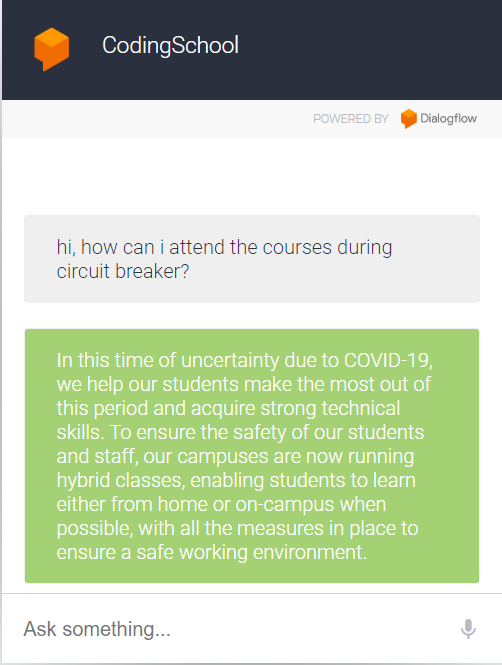 CodingSchool
POWERED BY Dialogflow
hi, how can i attend the courses during
circuit breaker?
In this time of uncertainty due to COVID-19,
we help our students make the most out of
this period and acquire strong technical
skills. To ensure the safety of our students
and staff, our campuses are now running
hybrid classes, enabling students to learn
either from home or on-campus when
possible, with all the measures in place to
ensure a safe working environment.
Ask something...